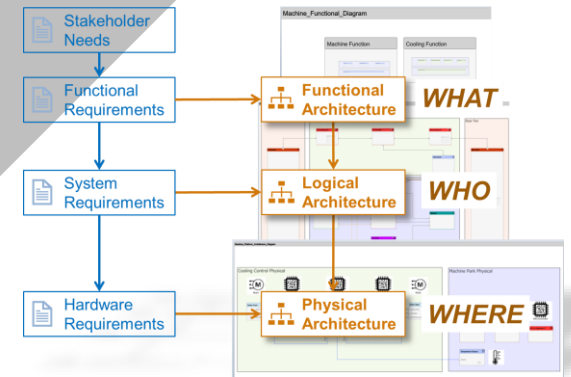 Machine_Functional_Diagram
Stakeholder
Needs
Machine Function
Cooling Function
Functional
Requirements
Functional
Architecture
WHAT
System
Requirements
Logical
Architecture
WHO
Cooling Control Physical
Machine Park Physical
Hardware
Requirements
Physical
Architecture
WHERE